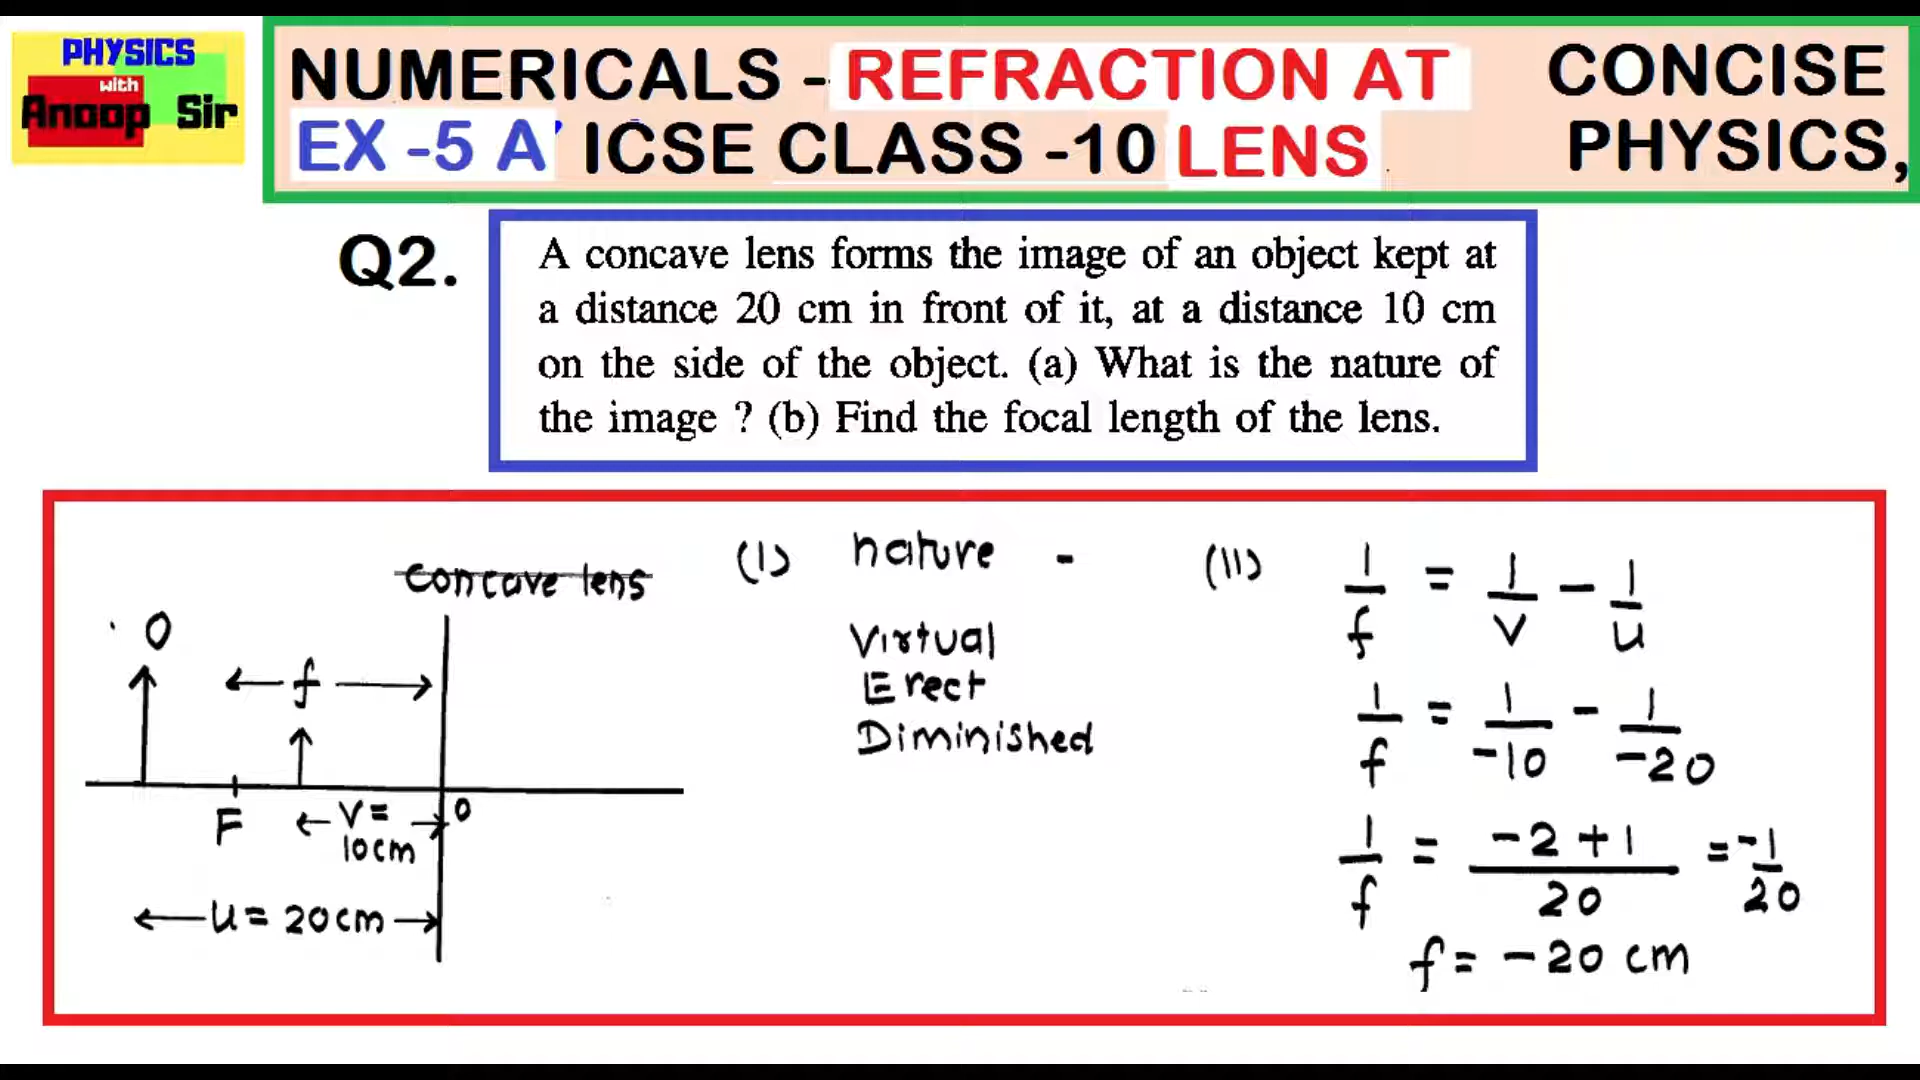 PHYSICS
with
Anoop Sir
NUMERICALS - REFRACTION AT CONCISE
EX -5 A ICSE CLASS -10 LENS PHYSICS,
Q2.
A concave lens forms the image of an object kept at
a distance 20 cm in front of it, at a distance 10 cm
on the side of the object. (a) What is the nature of
the image ? (b) Find the focal length of the lens.
Concave lens
O
← f →
F
← v = → O
10cm
← u = 20cm →
(I) nature -
Virtual
Erect
Diminished
(II) 1/f = 1/v - 1/u
1/f = 1/-10 - 1/-20
1/f = -2+1/20 = -1/20
f = -20 cm